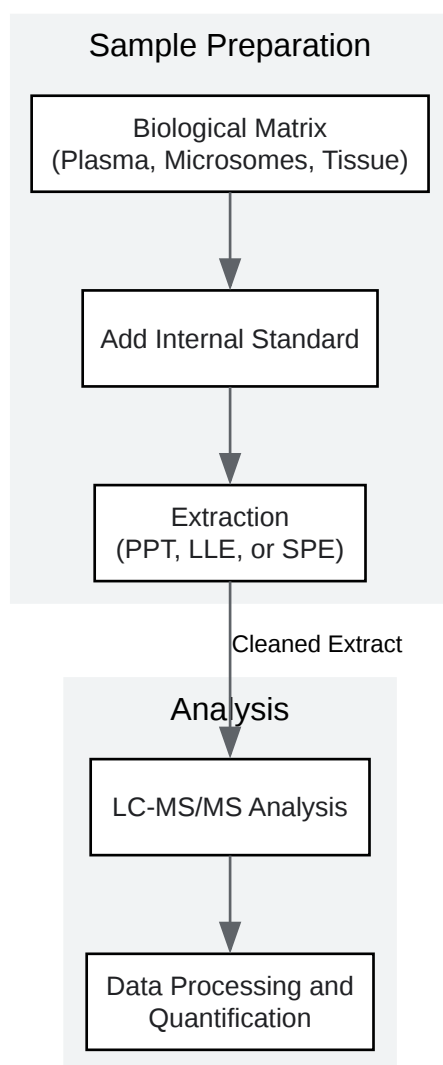 Sample Preparation
Biological Matrix
(Plasma, Microsomes, Tissue)
Add Internal Standard
Extraction
(PPT, LLE, or SPE)
Cleaned Extract
Analysis
LC-MS/MS Analysis
Data Processing and
Quantification